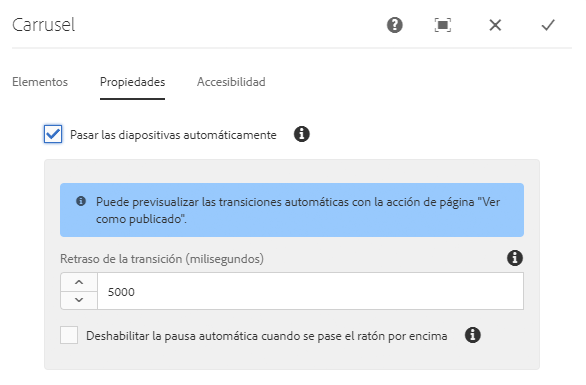 Carrusel
Elementos Propiedades Accesibilidad
Pasar las diapositivas automáticamente
Puede previsualizar las transiciones automáticas con la acción de página "Ver
como publicado".
Retraso de la transición (milisegundos)
5000
Deshabilitar la pausa automática cuando se pase el ratón por encima